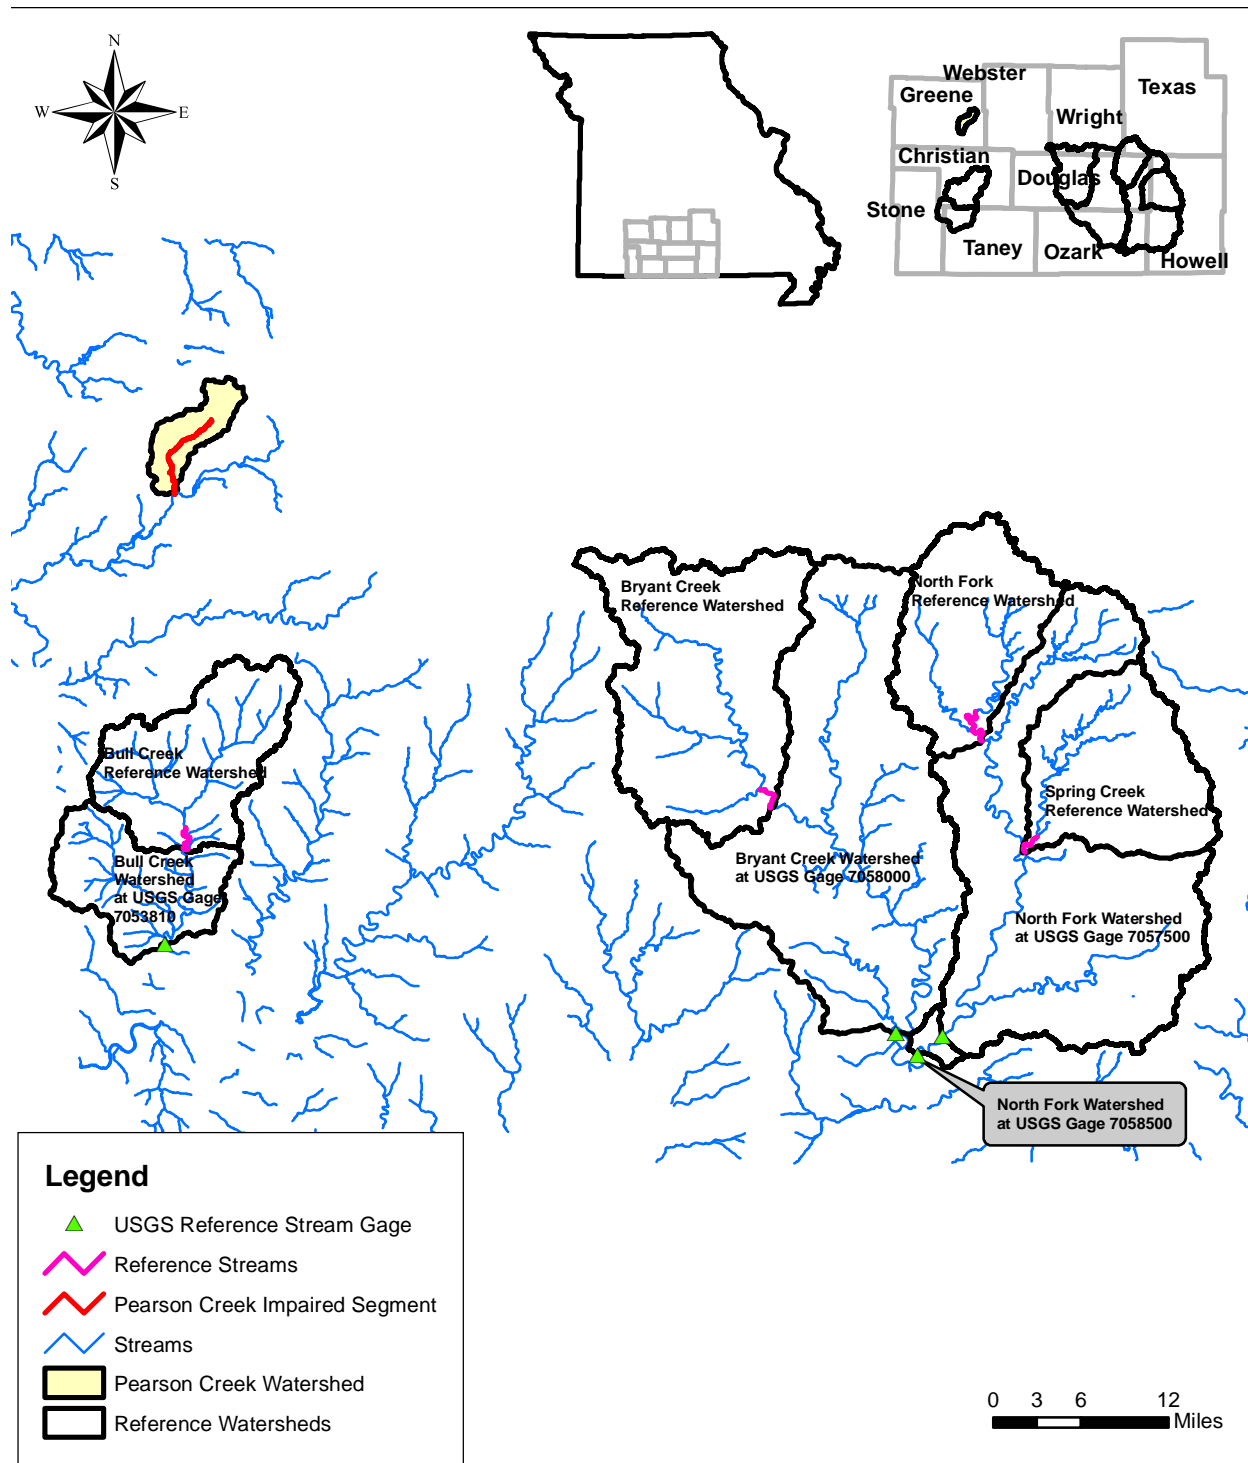 N
W
E
S
Webster
Greene
Texas
Wright
Christian
Douglas
Stone
Taney
Ozark
Howell
Bryant Creek
Reference Watershed
North Fork
Reference Watershed
Bull Creek
Reference Watershed
Spring Creek
Reference Watershed
Bull Creek
Watershed
at USGS Gage
7053810
Bryant Creek Watershed
at USGS Gage 7058000
North Fork Watershed
at USGS Gage 7057500
North Fork Watershed
at USGS Gage 7058500
Legend
USGS Reference Stream Gage
Reference Streams
Pearson Creek Impaired Segment
Streams
Pearson Creek Watershed
Reference Watersheds
0 3 6 12
Miles